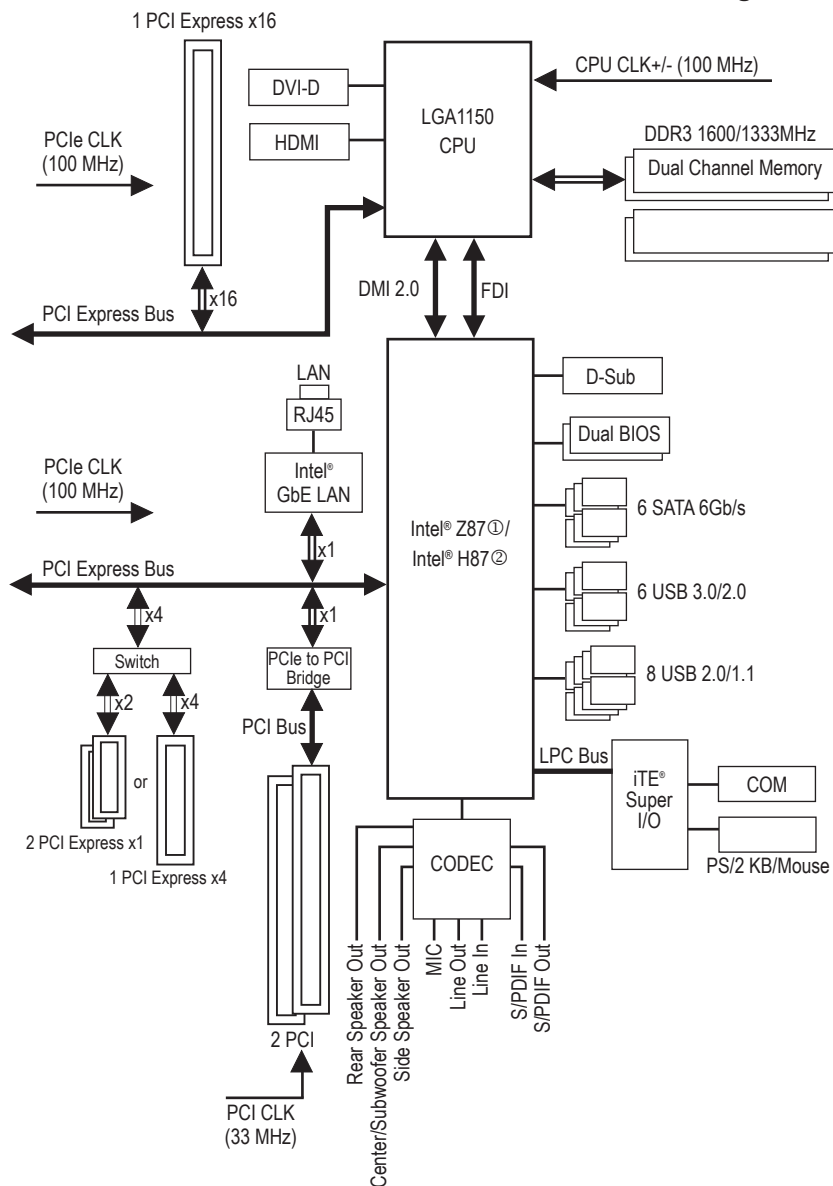 1 PCI Express x16
CPU CLK+/- (100 MHz)
DVI-D
LGA1150
CPU
HDMI
PCIe CLK
(100 MHz)
DDR3 1600/1333MHz
Dual Channel Memory
x16
DMI 2.0
FDI
PCI Express Bus
LAN
RJ45
D-Sub
Dual BIOS
PCIe CLK
(100 MHz)
Intel®
GbE LAN
6 SATA 6Gb/s
Intel® Z87①/
Intel® H87②
x1
PCI Express Bus
6 USB 3.0/2.0
x4
x1
Switch
PCIe to PCI
Bridge
8 USB 2.0/1.1
x2
x4
PCI Bus
LPC Bus
or
iTE®
Super
I/O
COM
2 PCI Express x1
1 PCI Express x4
PS/2 KB/Mouse
CODEC
Rear Speaker Out
Center/Subwoofer Speaker Out
Side Speaker Out
MIC
Line Out
Line In
S/PDIF In
S/PDIF Out
2 PCI
PCI CLK
(33 MHz)